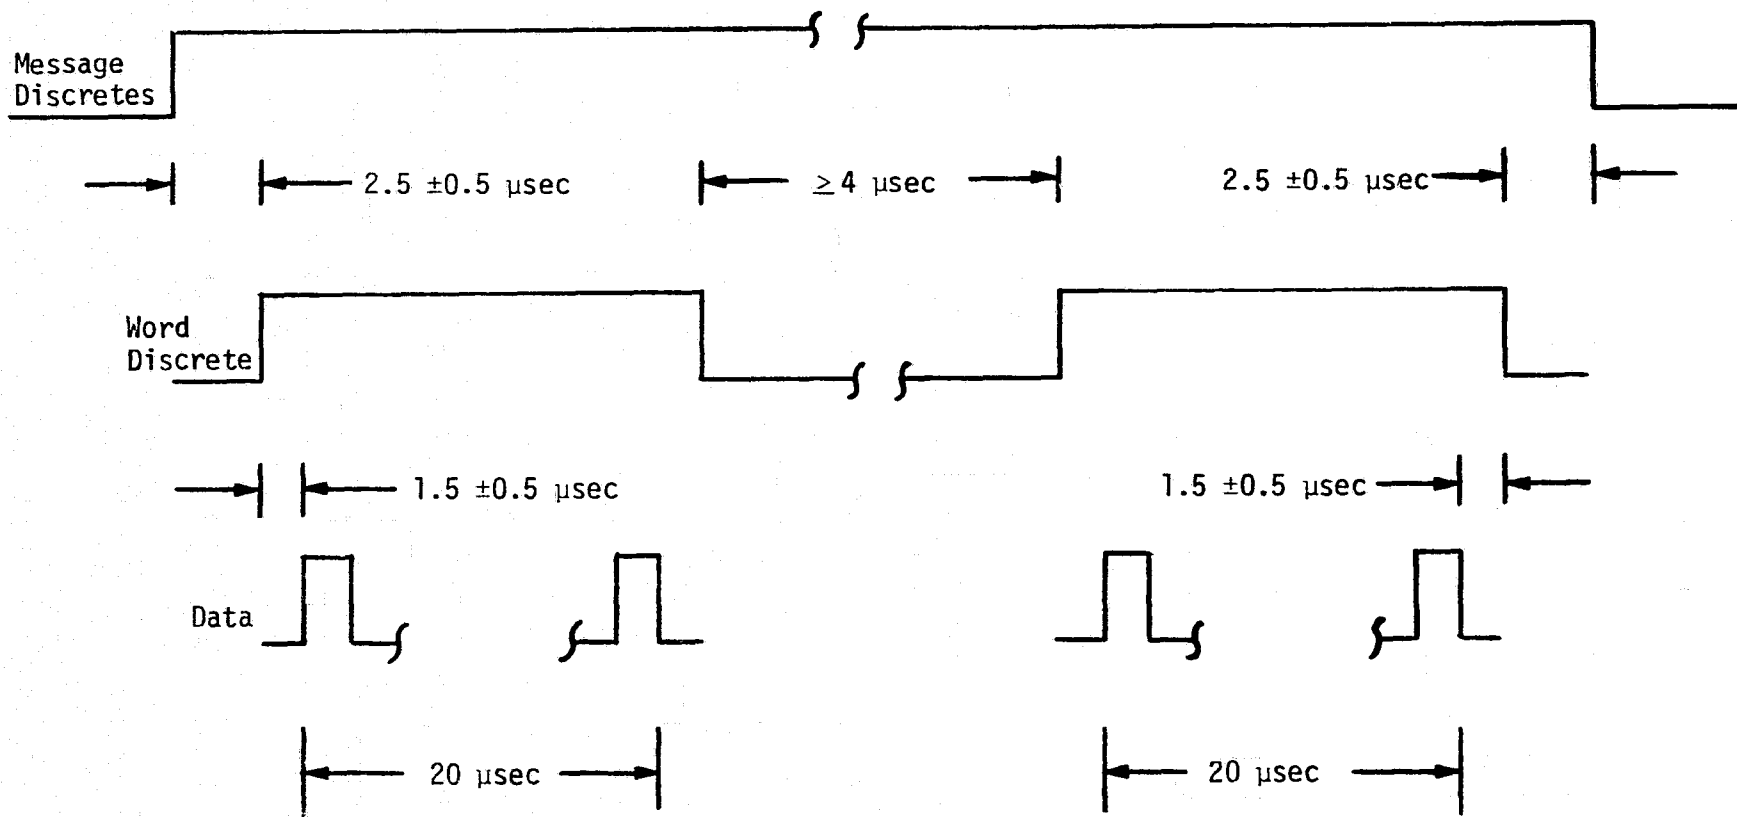 Message
Discretes
2.5 ±0.5 µsec
≥4 µsec
2.5 ±0.5 µsec
Word
Discrete
1.5 ±0.5 µsec
1.5 ±0.5 µsec
Data
20 µsec
20 µsec